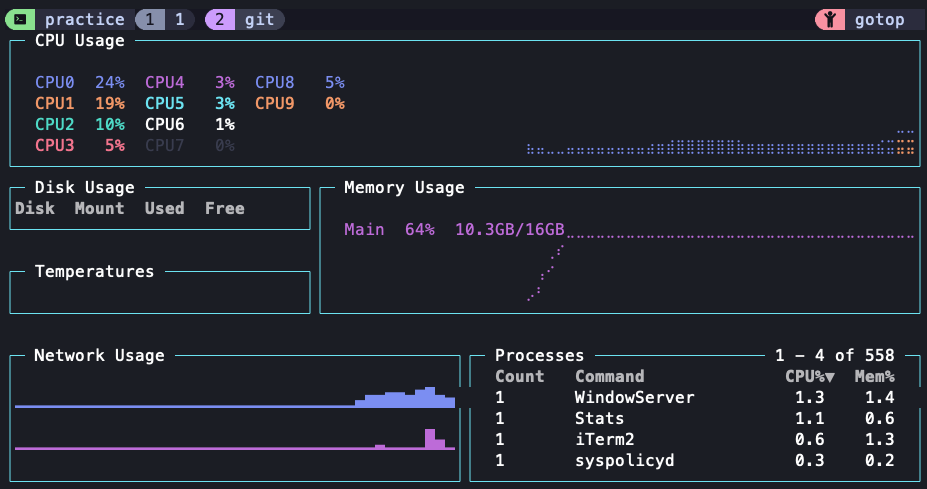 practice 1 1 2 git gotop
CPU Usage
CPU0 24% CPU4 3% CPU8 5%
CPU1 19% CPU5 3% CPU9 0%
CPU2 10% CPU6 1%
CPU3 5% CPU7 0%
Disk Usage
Disk Mount Used Free
Memory Usage
Main 64% 10.3GB/16GB
Temperatures
Network Usage
Processes 1 - 4 of 558
Count Command CPU%▼ Mem%
1 WindowServer 1.3 1.4
1 Stats 1.1 0.6
1 iTerm2 0.6 1.3
1 syspolicyd 0.3 0.2